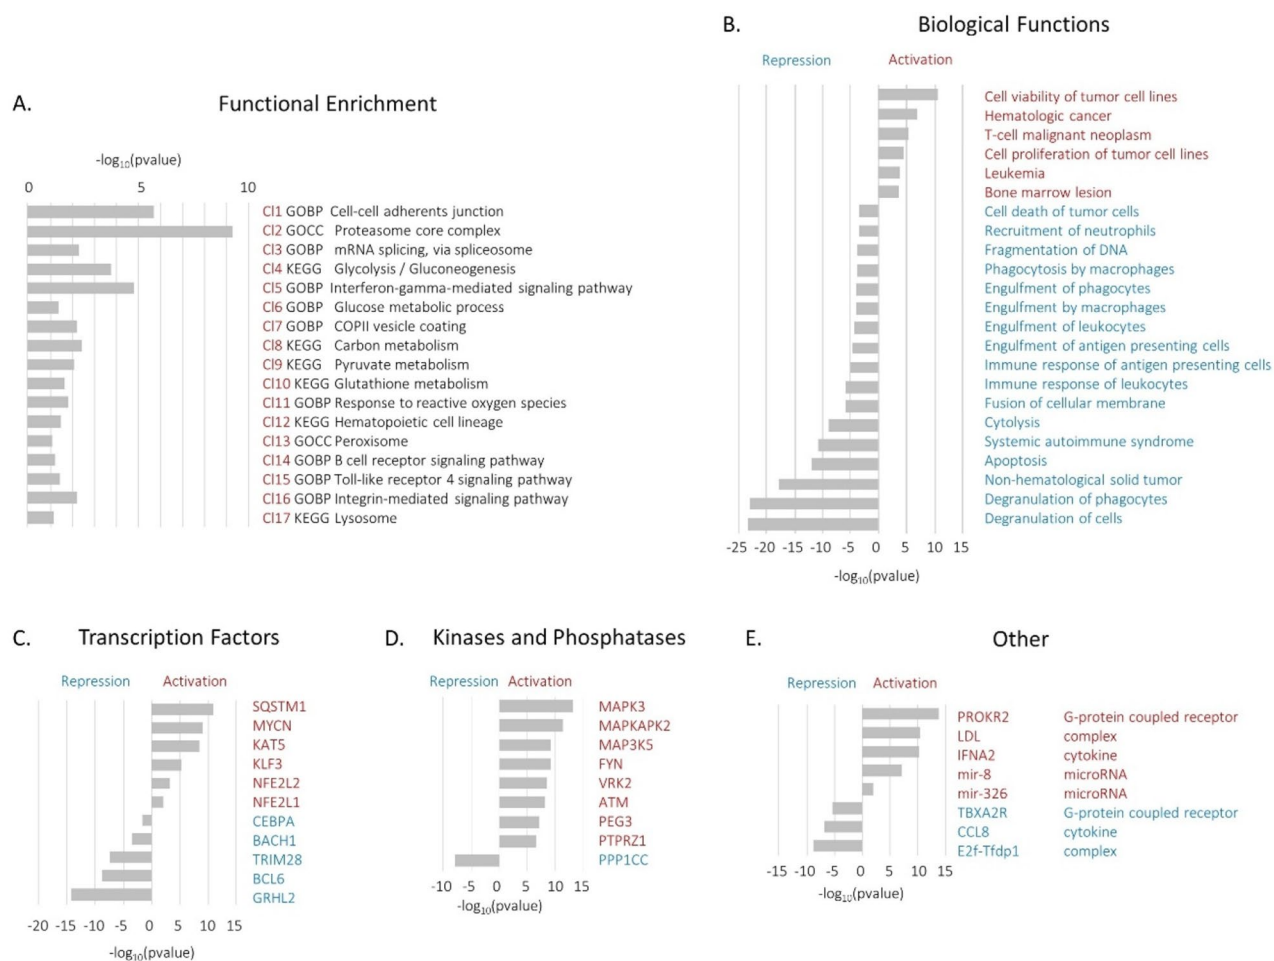 A.
Functional Enrichment
-log10(pvalue)
0 5 10
Cl1 GOBP Cell-cell adherents junction
Cl2 GOCC Proteasome core complex
Cl3 GOBP mRNA splicing, via spliceosome
Cl4 KEGG Glycolysis / Gluconeogenesis
Cl5 GOBP Interferon-gamma-mediated signaling pathway
Cl6 GOBP Glucose metabolic process
Cl7 GOBP COPII vesicle coating
Cl8 KEGG Carbon metabolism
Cl9 KEGG Pyruvate metabolism
Cl10 KEGG Glutathione metabolism
Cl11 GOBP Response to reactive oxygen species
Cl12 KEGG Hematopoietic cell lineage
Cl13 GOCC Peroxisome
Cl14 GOBP B cell receptor signaling pathway
Cl15 GOBP Toll-like receptor 4 signaling pathway
Cl16 GOBP Integrin-mediated signaling pathway
Cl17 KEGG Lysosome
B.
Biological Functions
Repression Activation
Cell viability of tumor cell lines
Hematologic cancer
T-cell malignant neoplasm
Cell proliferation of tumor cell lines
Leukemia
Bone marrow lesion
Cell death of tumor cells
Recruitment of neutrophils
Fragmentation of DNA
Phagocytosis by macrophages
Engulfment of phagocytes
Engulfment by macrophages
Engulfment of leukocytes
Engulfment of antigen presenting cells
Immune response of antigen presenting cells
Immune response of leukocytes
Fusion of cellular membrane
Cytolysis
Systemic autoimmune syndrome
Apoptosis
Non-hematological solid tumor
Degranulation of phagocytes
Degranulation of cells
-25 -20 -15 -10 -5 0 5 10 15
-log10(pvalue)
C.
Transcription Factors
Repression Activation
SQSTM1
MYCN
KAT5
KLF3
NFE2L2
NFE2L1
CEBPA
BACH1
TRIM28
BCL6
GRHL2
-20 -15 -10 -5 0 5 10 15
-log10(pvalue)
D.
Kinases and Phosphatases
Repression Activation
MAPK3
MAPKAPK2
MAP3K5
FYN
VRK2
ATM
PEG3
PTPRZ1
PPP1CC
-10 -5 0 5 10 15
-log10(pvalue)
E.
Other
Repression Activation
PROKR2 G-protein coupled receptor
LDL complex
IFNA2 cytokine
mir-8 microRNA
mir-326 microRNA
TBXA2R G-protein coupled receptor
CCL8 cytokine
E2f-Tfdp1 complex
-15 -10 -5 0 5 10 15
-log10(pvalue)